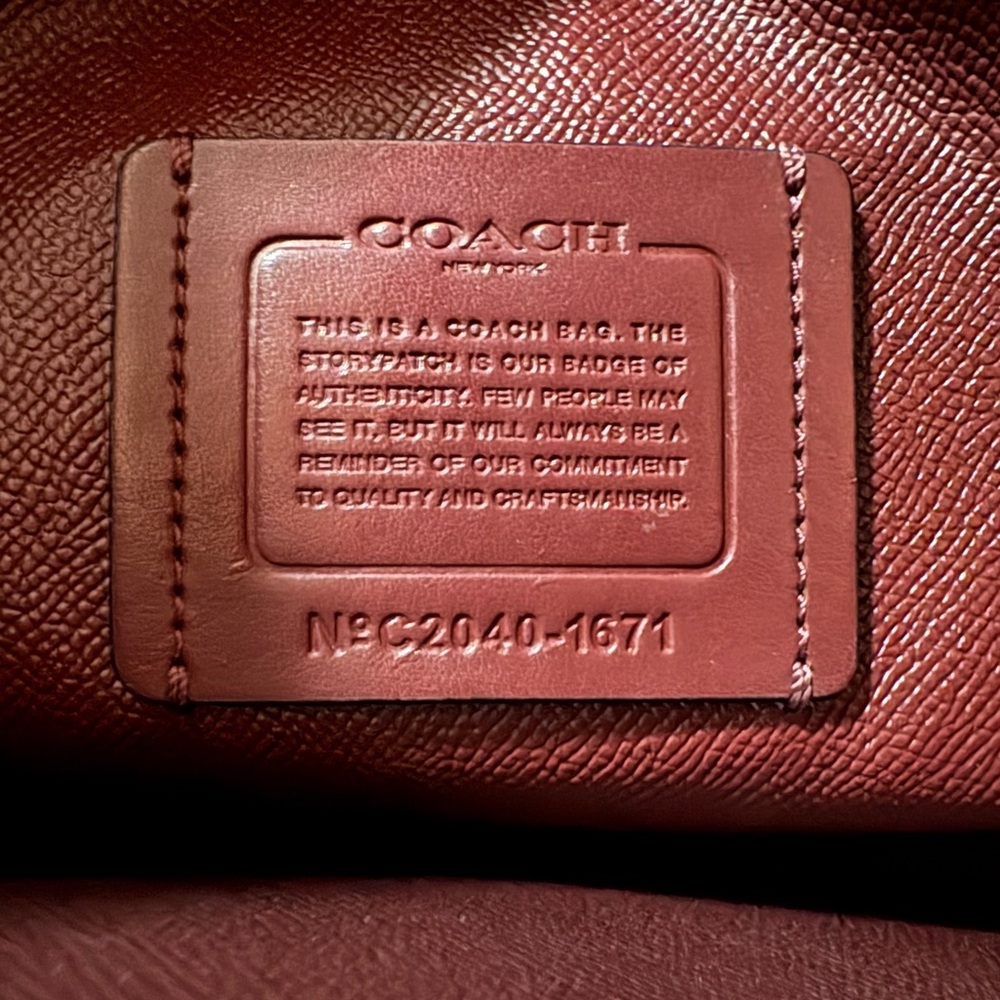 COACH
NEW YORK
THIS IS A COACH BAG. THE
STORYPATCH IS OUR BADGE OF
AUTHENTICITY. FEW PEOPLE MAY
SEE IT, BUT IT WILL ALWAYS BE A
REMINDER OF OUR COMMITMENT
TO QUALITY AND CRAFTSMANSHIP.
NºC2040-1671